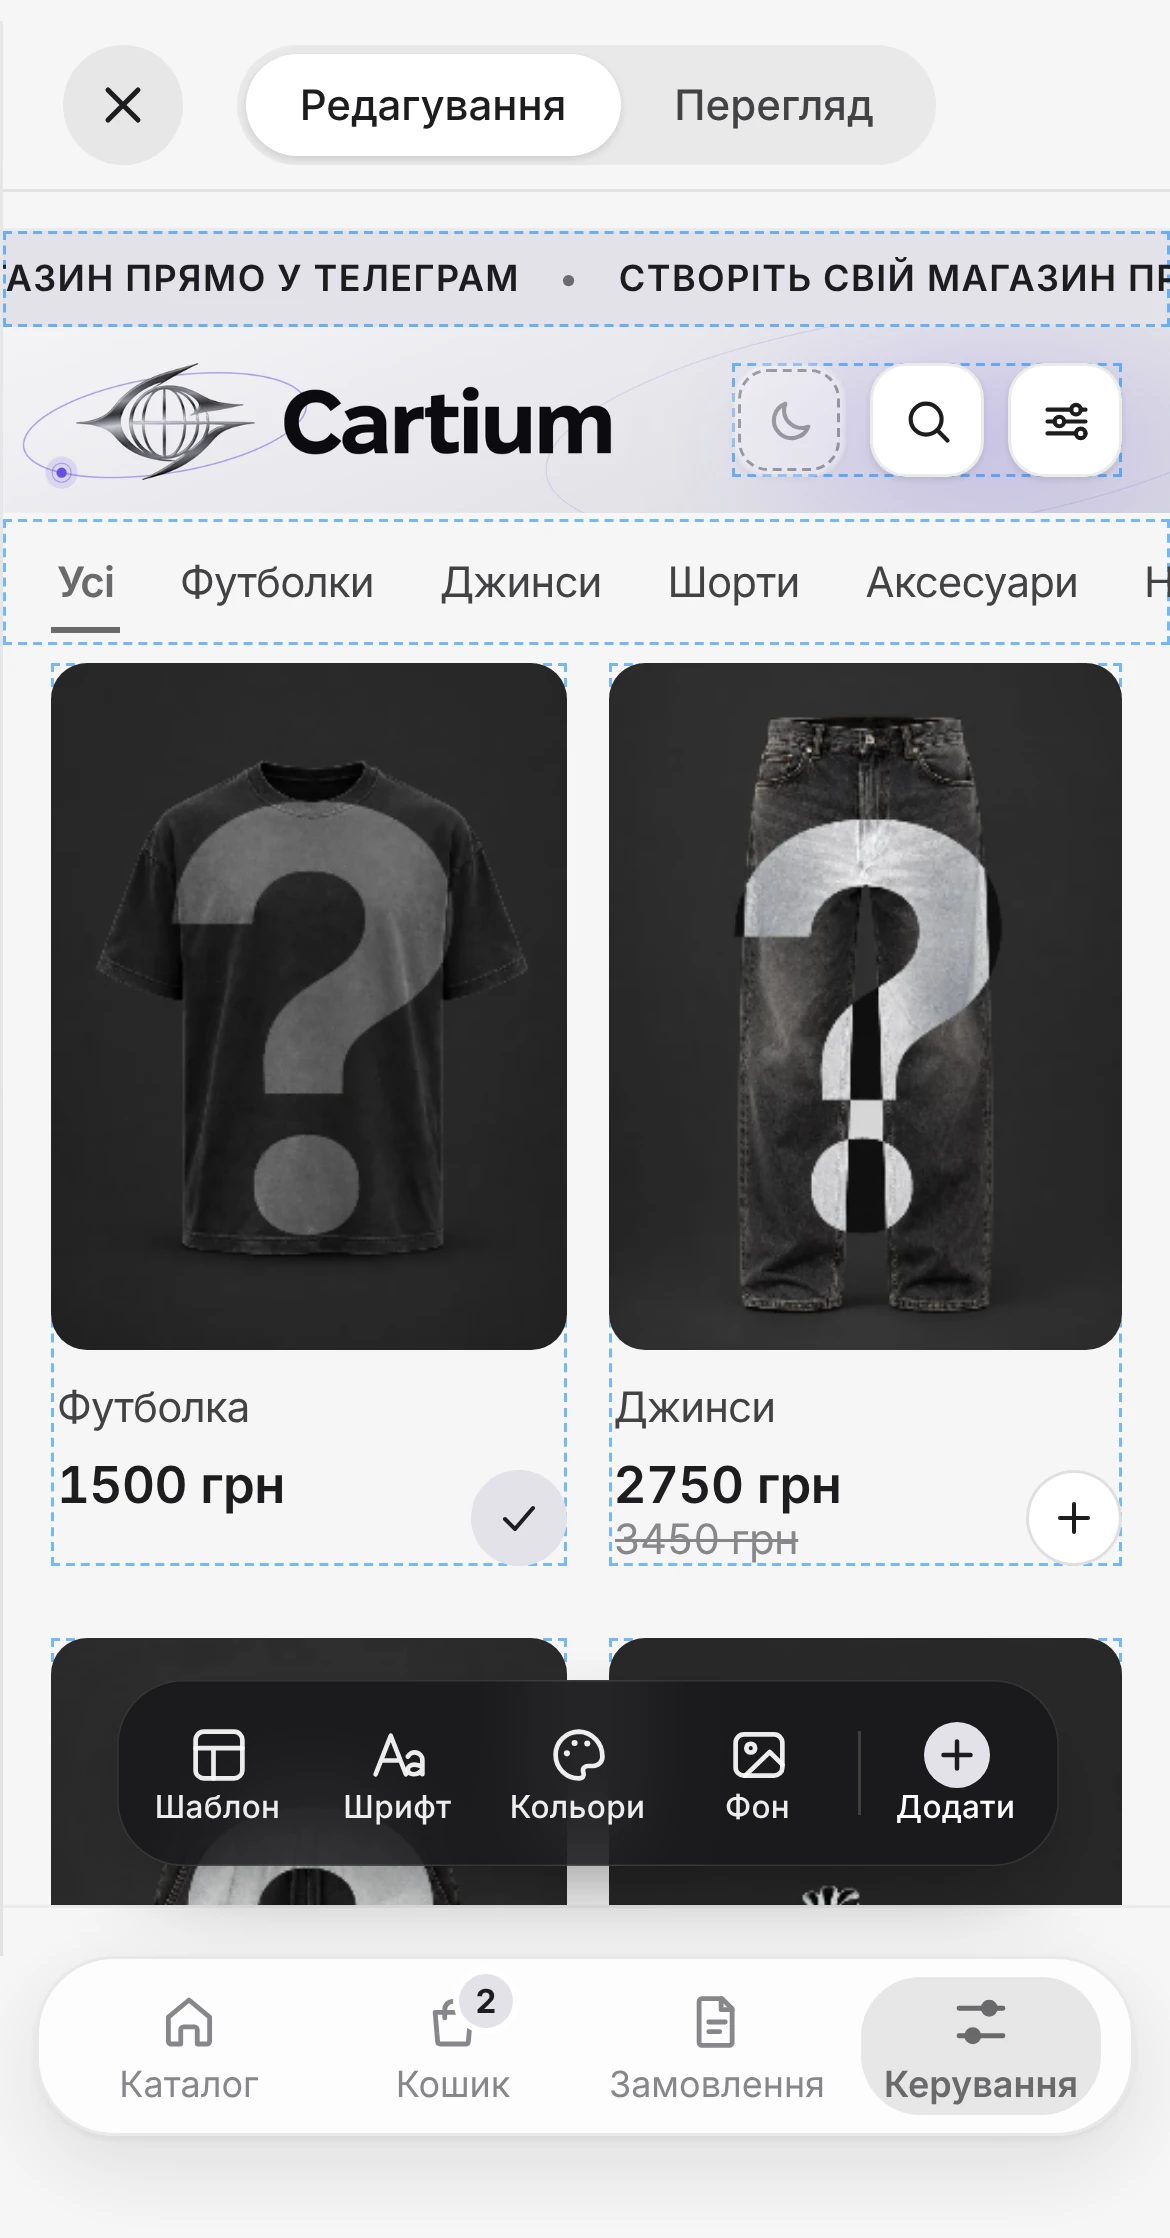 Редагування Перегляд
АЗИН ПРЯМО У ТЕЛЕГРАМ • СТВОРІТЬ СВІЙ МАГАЗИН
Cartium
Усі Футболки Джинси Шорти Аксесуари
Футболка
1500 грн
Джинси
2750 грн
3450 грн
Шаблон Шрифт Кольори Фон Додати
2
Каталог Кошик Замовлення Керування